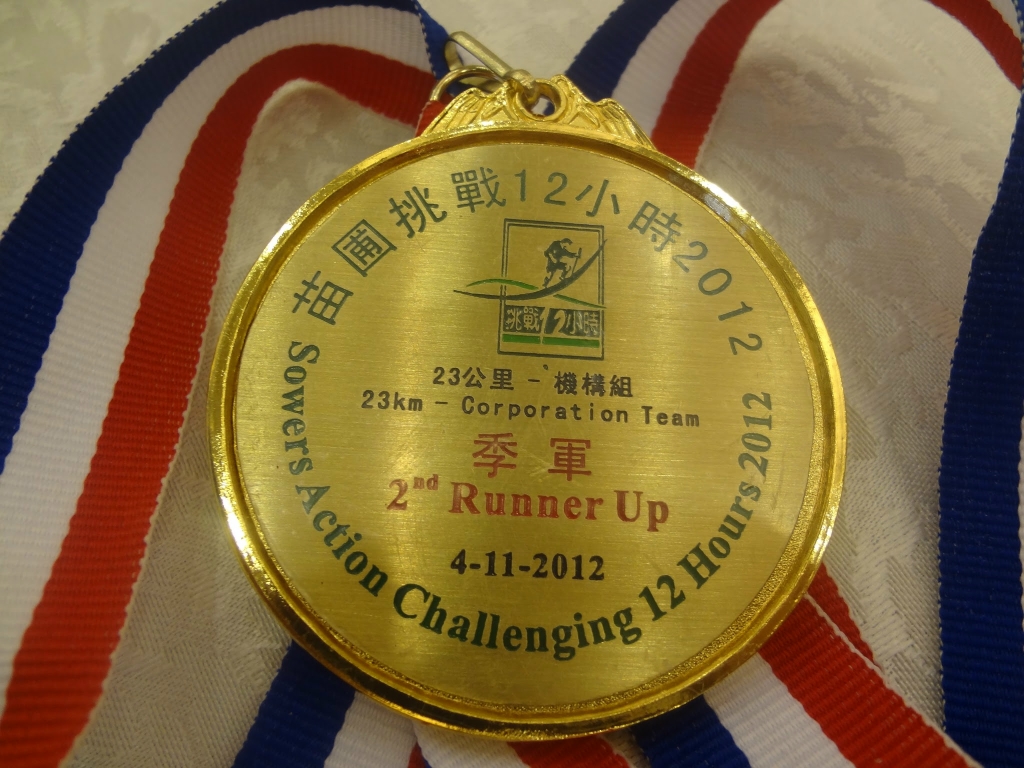 苗圃挑戰12小時2012
挑戰12小時
23公里 - 機構組
23km - Corporation Team
季軍
2nd Runner Up
4-11-2012
Sowers Action Challenging 12 Hours 2012